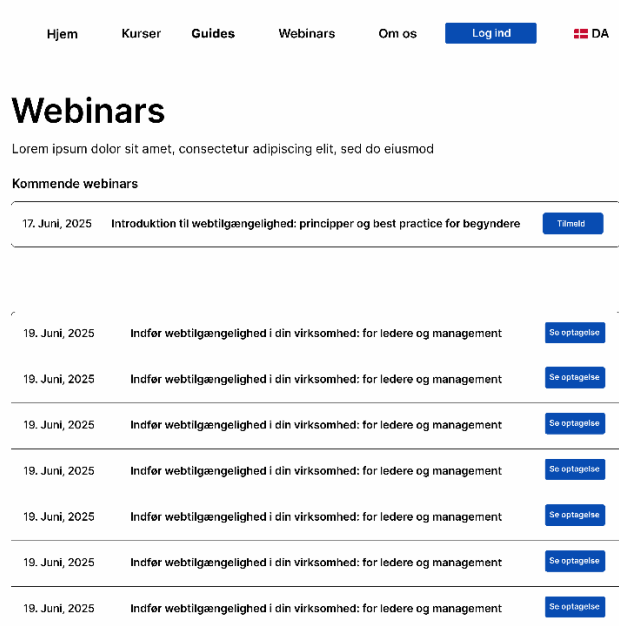 Hjem Kurser Guides Webinars Om os Log ind DA
Webinars
Lorem ipsum dolor sit amet, consectetur adipiscing elit, sed do eiusmod
Kommende webinars
17. Juni, 2025 Introduktion til webtilgængelighed: principper og best practice for begyndere Tilmeld
19. Juni, 2025 Indfør webtilgængelighed i din virksomhed: for ledere og management Se optagelse
19. Juni, 2025 Indfør webtilgængelighed i din virksomhed: for ledere og management Se optagelse
19. Juni, 2025 Indfør webtilgængelighed i din virksomhed: for ledere og management Se optagelse
19. Juni, 2025 Indfør webtilgængelighed i din virksomhed: for ledere og management Se optagelse
19. Juni, 2025 Indfør webtilgængelighed i din virksomhed: for ledere og management Se optagelse
19. Juni, 2025 Indfør webtilgængelighed i din virksomhed: for ledere og management Se optagelse
19. Juni, 2025 Indfør webtilgængelighed i din virksomhed: for ledere og management Se optagelse